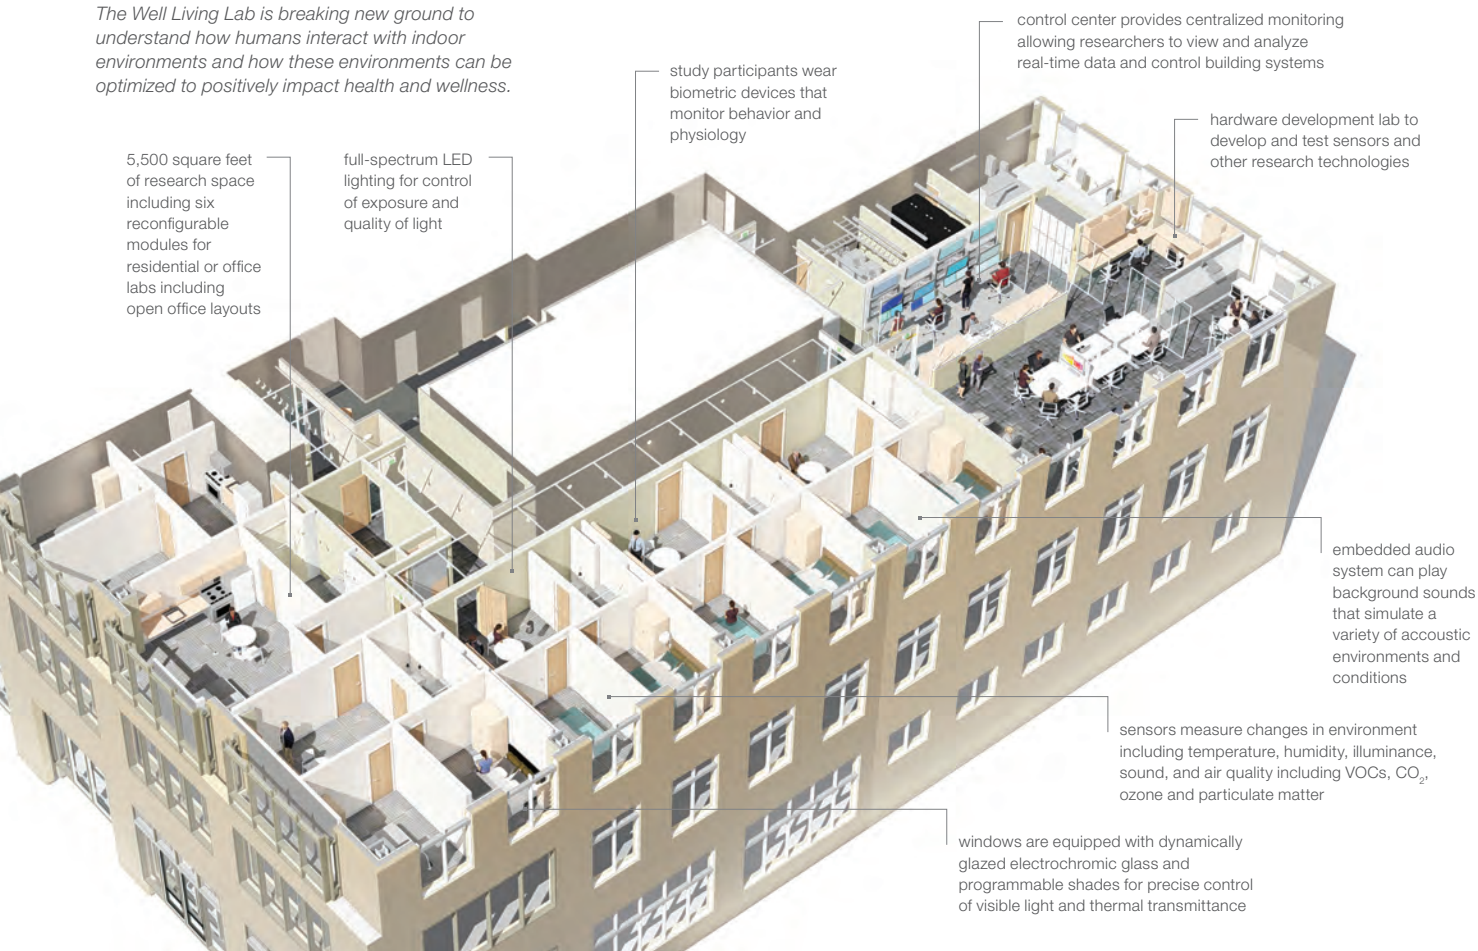 The Well Living Lab is breaking new ground to
understand how humans interact with indoor
environments and how these environments can be
optimized to positively impact health and wellness.
control center provides centralized monitoring
allowing researchers to view and analyze
real-time data and control building systems
study participants wear
biometric devices that
monitor behavior and
physiology
hardware development lab to
develop and test sensors and
other research technologies
5,500 square feet
of research space
including six
reconfigurable
modules for
residential or office
labs including
open office layouts
full-spectrum LED
lighting for control
of exposure and
quality of light
embedded audio
system can play
background sounds
that simulate a
variety of accoustic
environments and
conditions
sensors measure changes in environment
including temperature, humidity, illuminance,
sound, and air quality including VOCs, CO₂,
ozone and particulate matter
windows are equipped with dynamically
glazed electrochromic glass and
programmable shades for precise control
of visible light and thermal transmittance